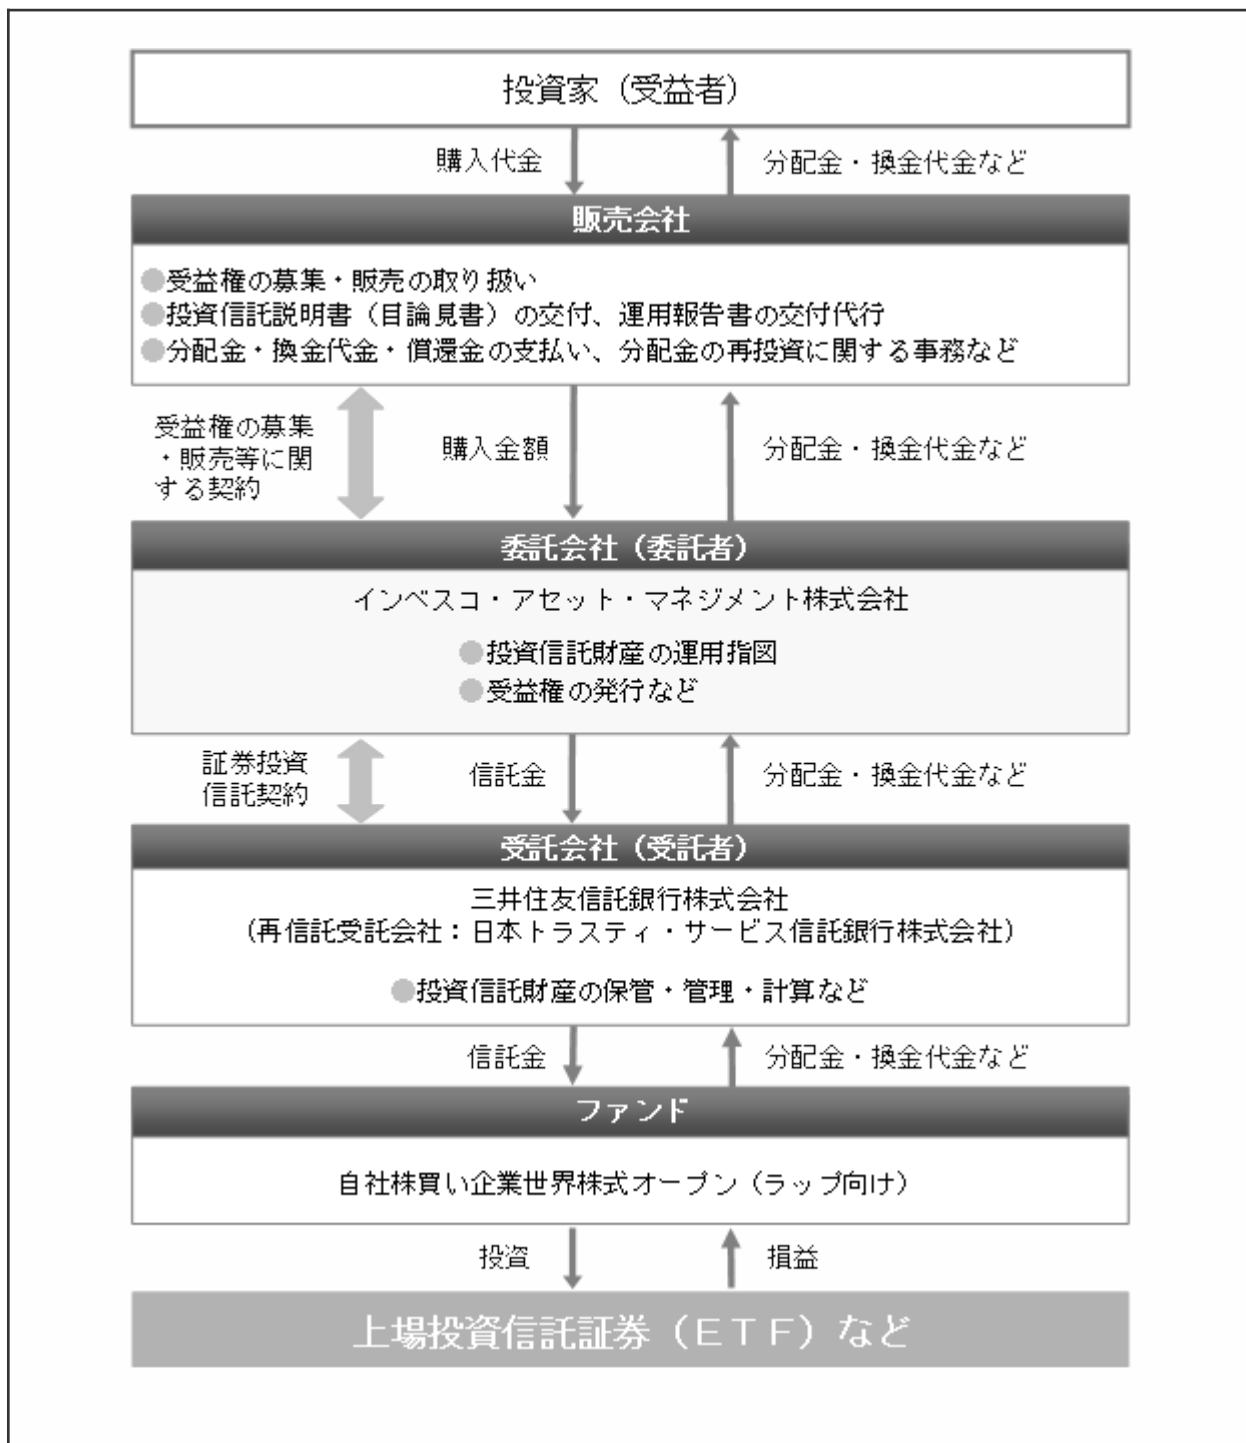 投資家（受益者）
購入代金
分配金・換金代金など
販売会社
●受益権の募集・販売の取り扱い
●投資信託説明書（目論見書）の交付、運用報告書の交付代行
●分配金・換金代金・償還金の支払い、分配金の再投資に関する事務など
受益権の募集
・販売等に関
する契約
購入金額
分配金・換金代金など
委託会社（委託者）
インベスコ・アセット・マネジメント株式会社
●投資信託財産の運用指図
●受益権の発行など
証券投資
信託契約
信託金
分配金・換金代金など
受託会社（受託者）
三井住友信託銀行株式会社
（再信託受託会社：日本トラスティ・サービス信託銀行株式会社）
●投資信託財産の保管・管理・計算など
信託金
分配金・換金代金など
ファンド
自社株買い企業世界株式オープン（ラップ向け）
投資
損益
上場投資信託証券（ＥＴＦ）など